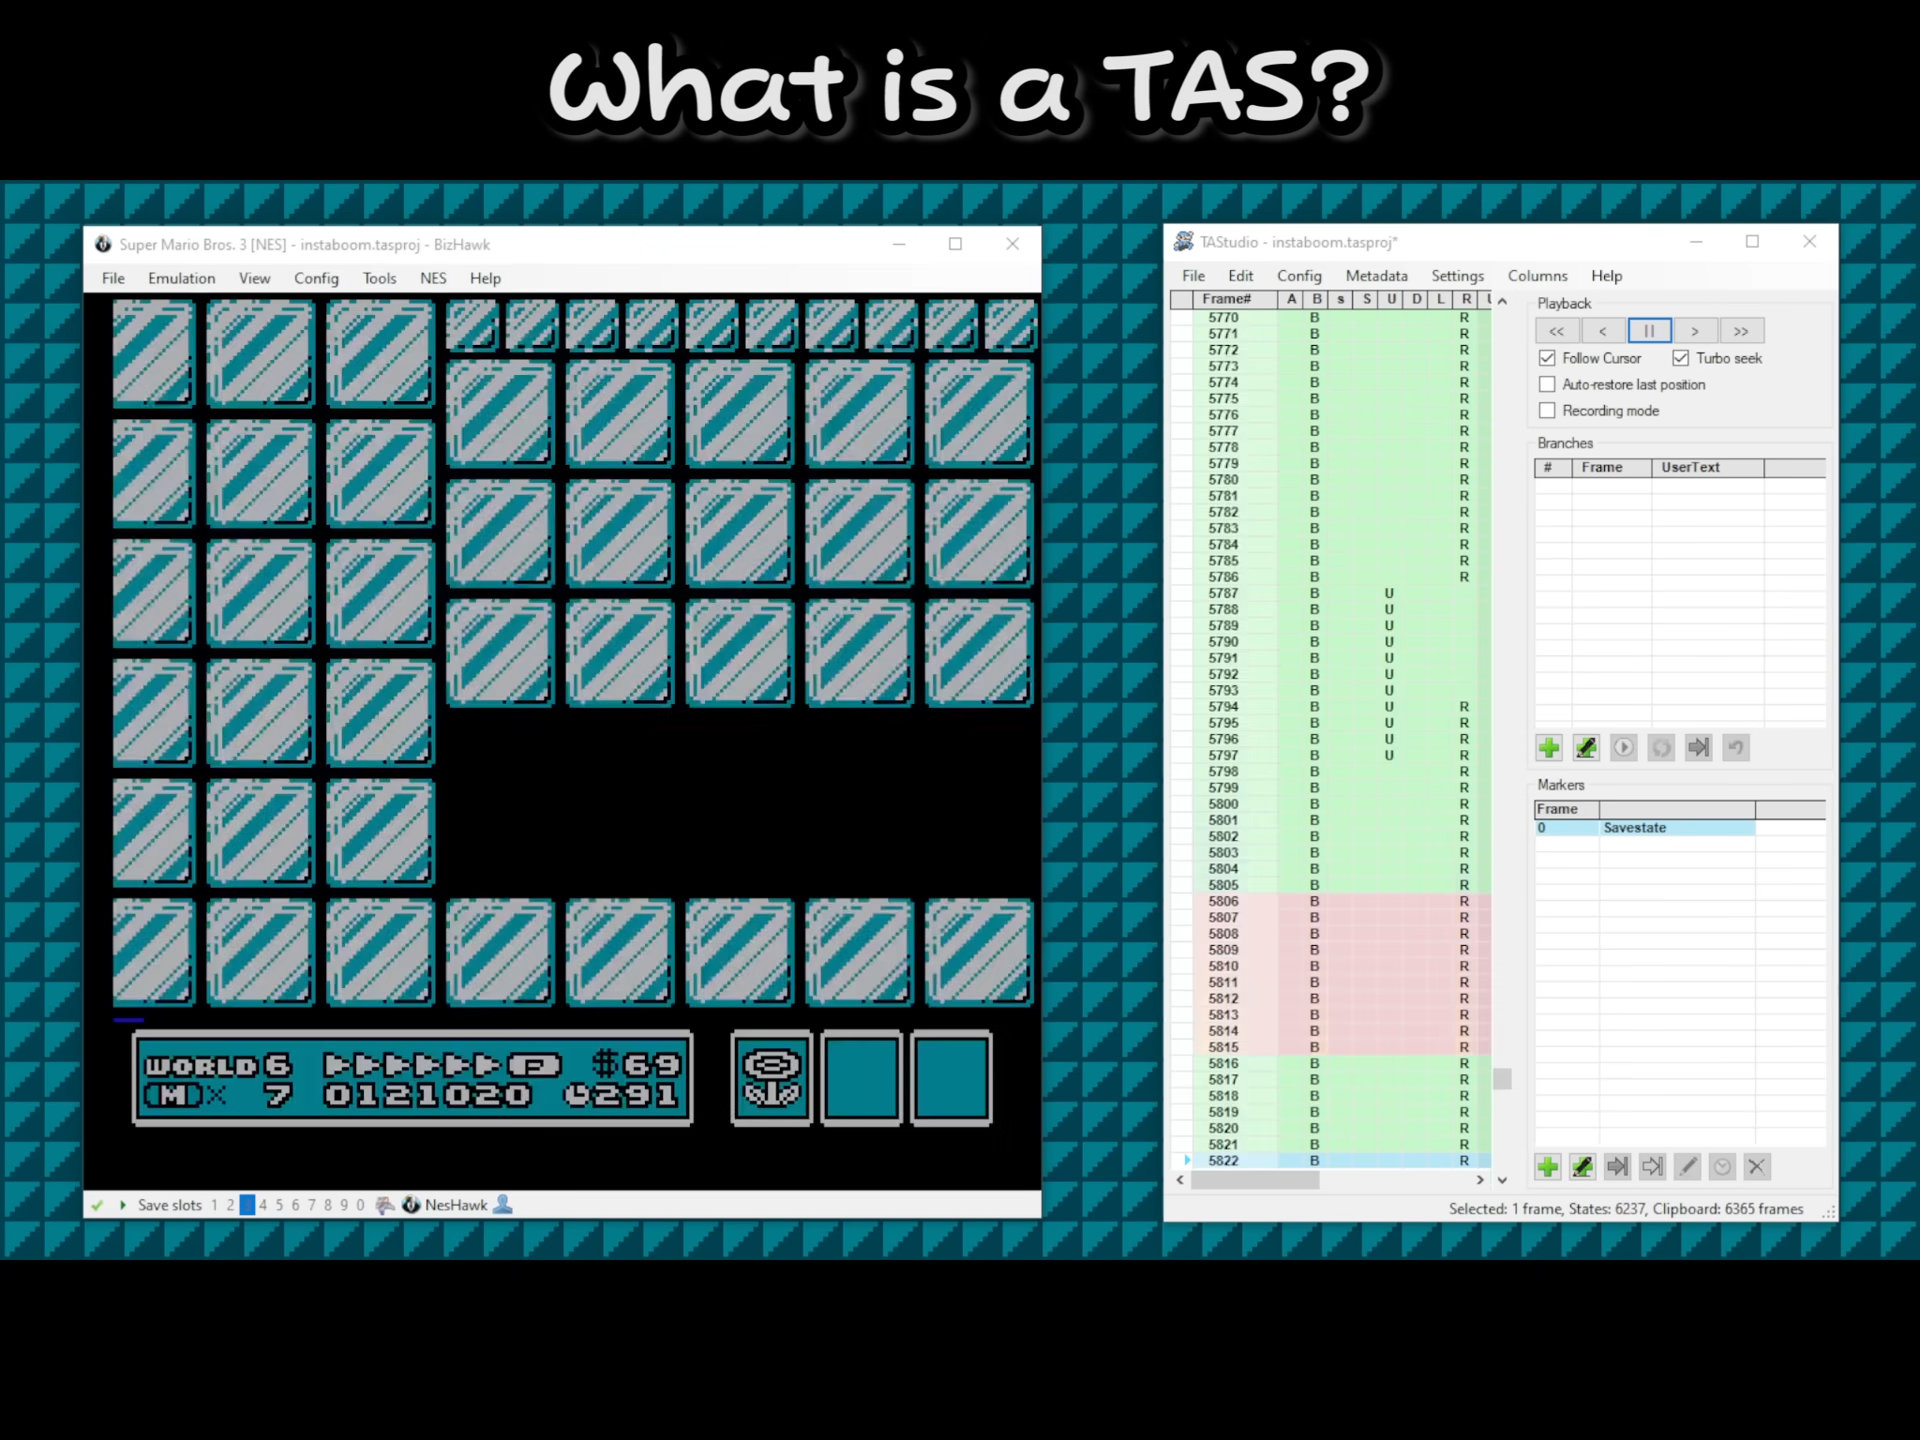 What is a TAS?
Super Mario Bros. 3 [NES] - instaboom.tasproj - BizHawk
File Emulation View Config Tools NES Help
WORLD 6 P #69
M × 7 0121020 291
Save slots 1 2 4 5 6 7 8 9 0 NesHawk
TAStudio - instaboom.tasproj*
File Edit Config Metadata Settings Columns Help
Frame# A B s S U D L R
5770 B R
5771 B R
5772 B R
5773 B R
5774 B R
5775 B R
5776 B R
5777 B R
5778 B R
5779 B R
5780 B R
5781 B R
5782 B R
5783 B R
5784 B R
5785 B R
5786 B R
5787 B U
5788 B U
5789 B U
5790 B U
5791 B U
5792 B U
5793 B U
5794 B U R
5795 B U R
5796 B U R
5797 B U R
5798 B R
5799 B R
5800 B R
5801 B R
5802 B R
5803 B R
5804 B R
5805 B R
5806 B R
5807 B R
5808 B R
5809 B R
5810 B R
5811 B R
5812 B R
5813 B R
5814 B R
5815 B R
5816 B R
5817 B R
5818 B R
5819 B R
5820 B R
5821 B R
5822 B R
Playback
<< < || > >>
Follow Cursor Turbo seek
Auto-restore last position
Recording mode
Branches
# Frame UserText
Markers
Frame
0 Savestate
Selected: 1 frame, States: 6237, Clipboard: 6365 frames